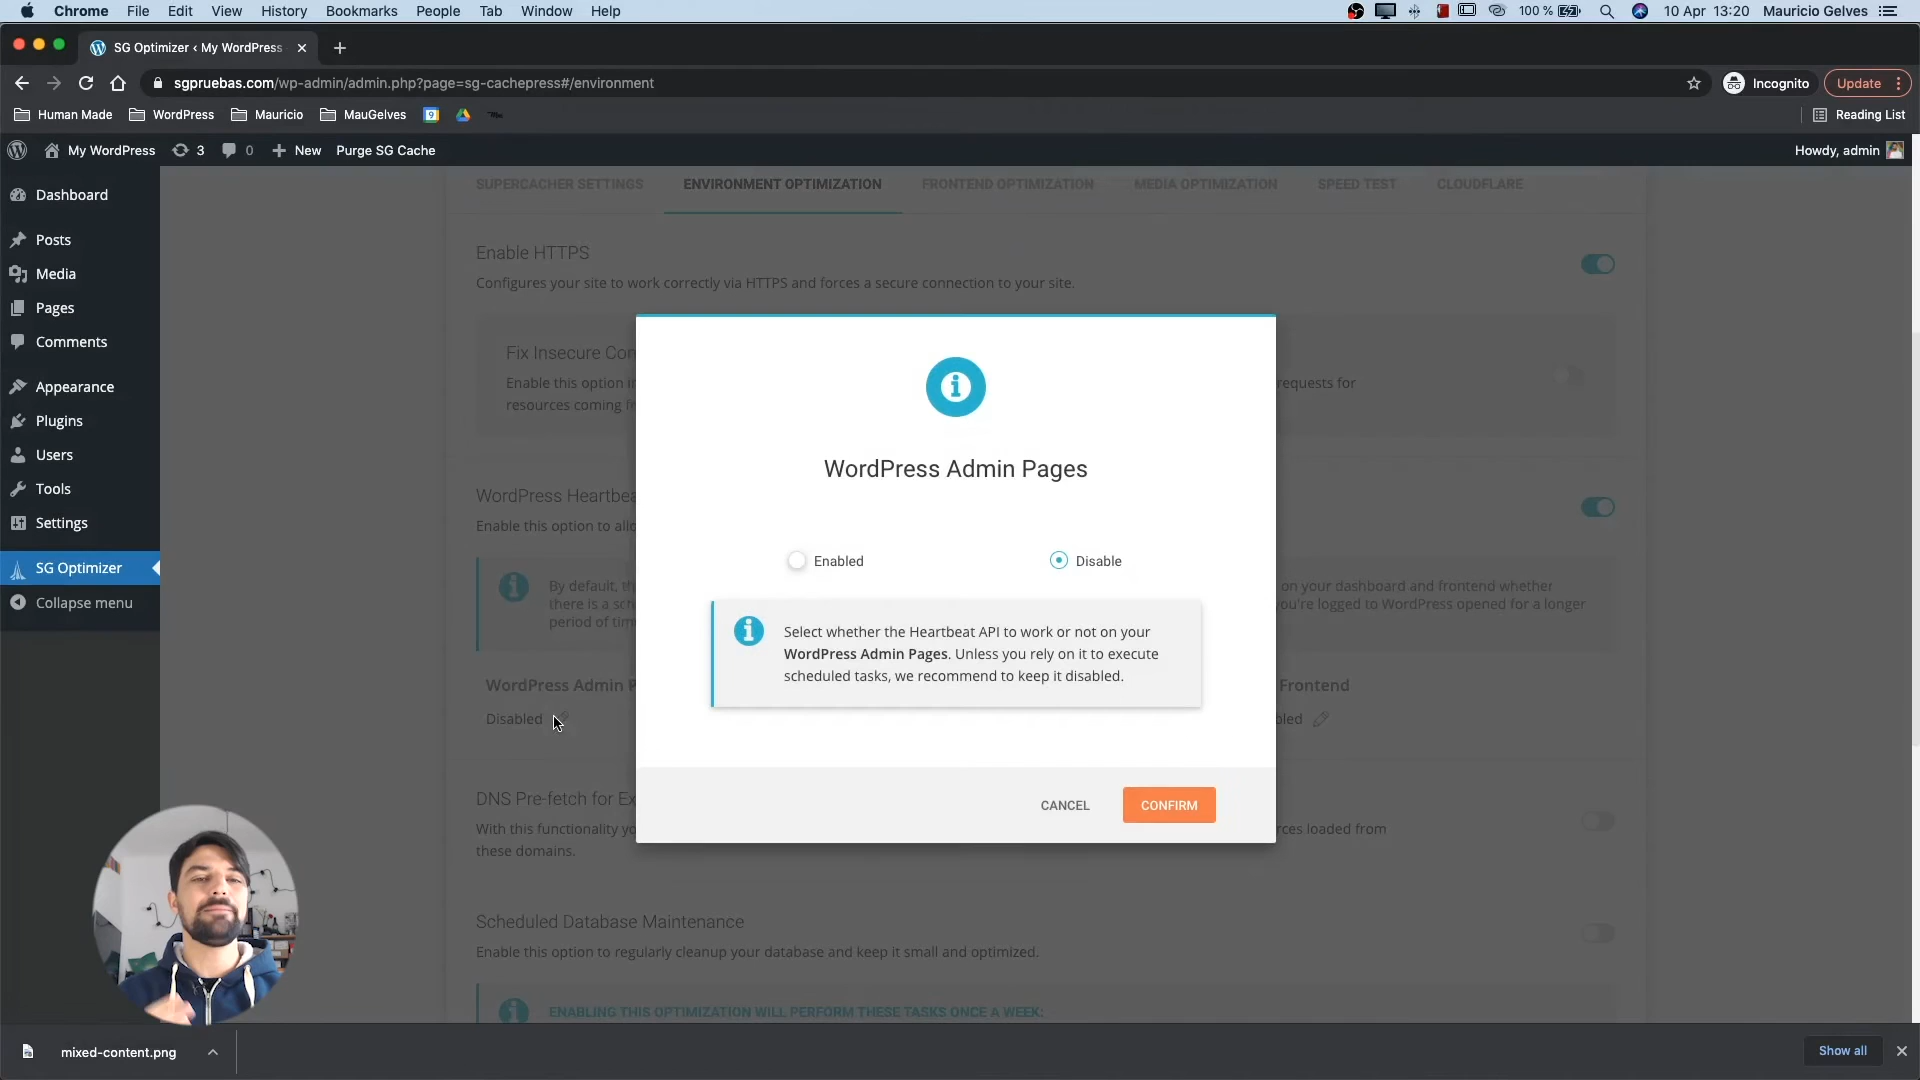 Chrome File Edit View History Bookmarks People Tab Window Help 100 % 10 Apr 13:20 Mauricio Gelves
SG Optimizer ‹ My WordPress
sgpruebas.com/wp-admin/admin.php?page=sg-cachepress#/environment Incognito Update
Human Made WordPress Mauricio MauGelves 9 Reading List
My WordPress 3 0 New Purge SG Cache Howdy, admin
Dashboard
Posts
Media
Pages
Comments
Appearance
Plugins
Users
Tools
Settings
SG Optimizer
Collapse menu
SUPERCACHER SETTINGS ENVIRONMENT OPTIMIZATION FRONTEND OPTIMIZATION MEDIA OPTIMIZATION SPEED TEST CLOUDFLARE
Enable HTTPS
Configures your site to work correctly via HTTPS and forces a secure connection to your site.
Fix Insecure
Enable this option requests for
resources coming
WordPress
Enable this option to
By default, on your dashboard and frontend whether
there is a you're logged to WordPress opened for a longer
period of
WordPress Admin Frontend
Disabled
DNS Pre-fetch for
With this functionality loaded from
these domains.
Scheduled Database Maintenance
Enable this option to regularly cleanup your database and keep it small and optimized.
ENABLING THIS OPTIMIZATION WILL PERFORM THESE TASKS ONCE A WEEK:
WordPress Admin Pages
Enabled Disable
Select whether the Heartbeat API to work or not on your
WordPress Admin Pages. Unless you rely on it to execute
scheduled tasks, we recommend to keep it disabled.
CANCEL CONFIRM
mixed-content.png Show all